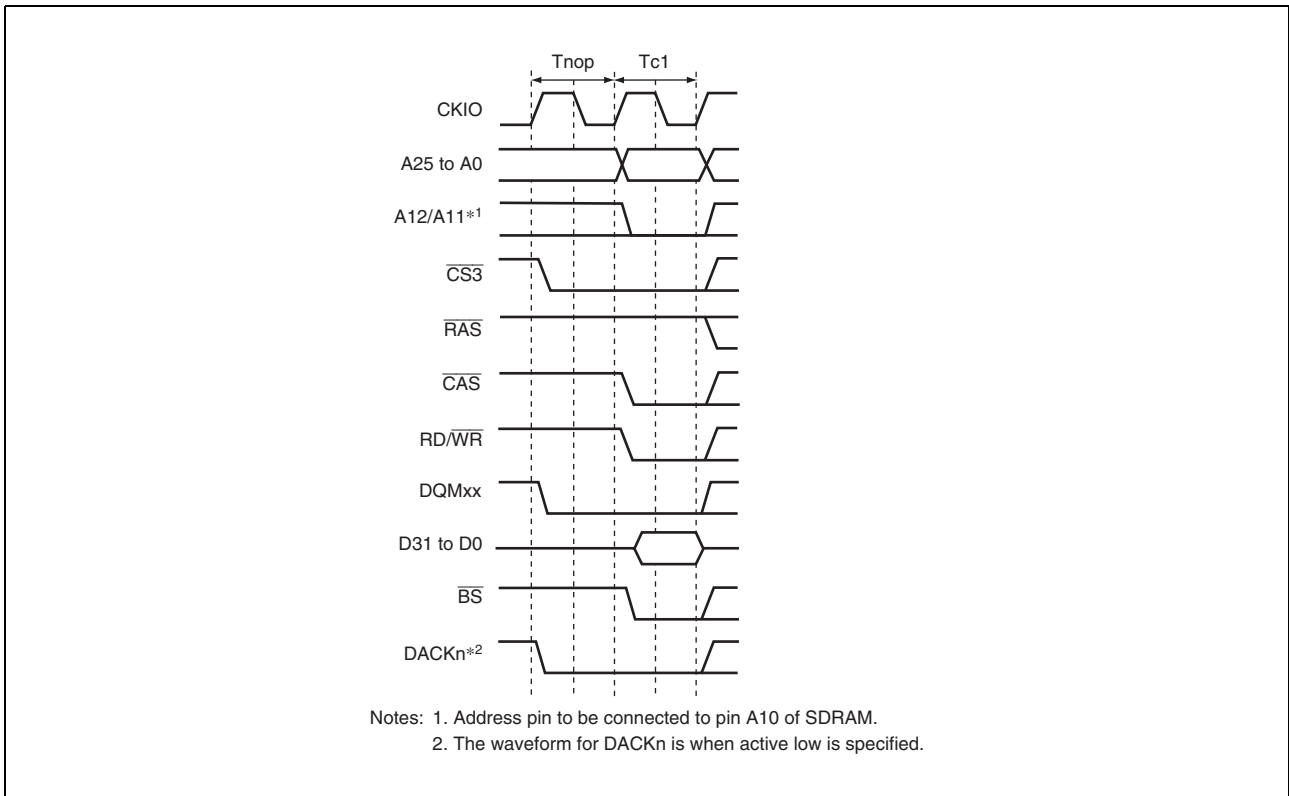 Tnop Tc1
CKIO
A25 to A0
A12/A11*1
CS3
RAS
CAS
RD/WR
DQMxx
D31 to D0
BS
DACKn*2
Notes: 1. Address pin to be connected to pin A10 of SDRAM.
2. The waveform for DACKn is when active low is specified.